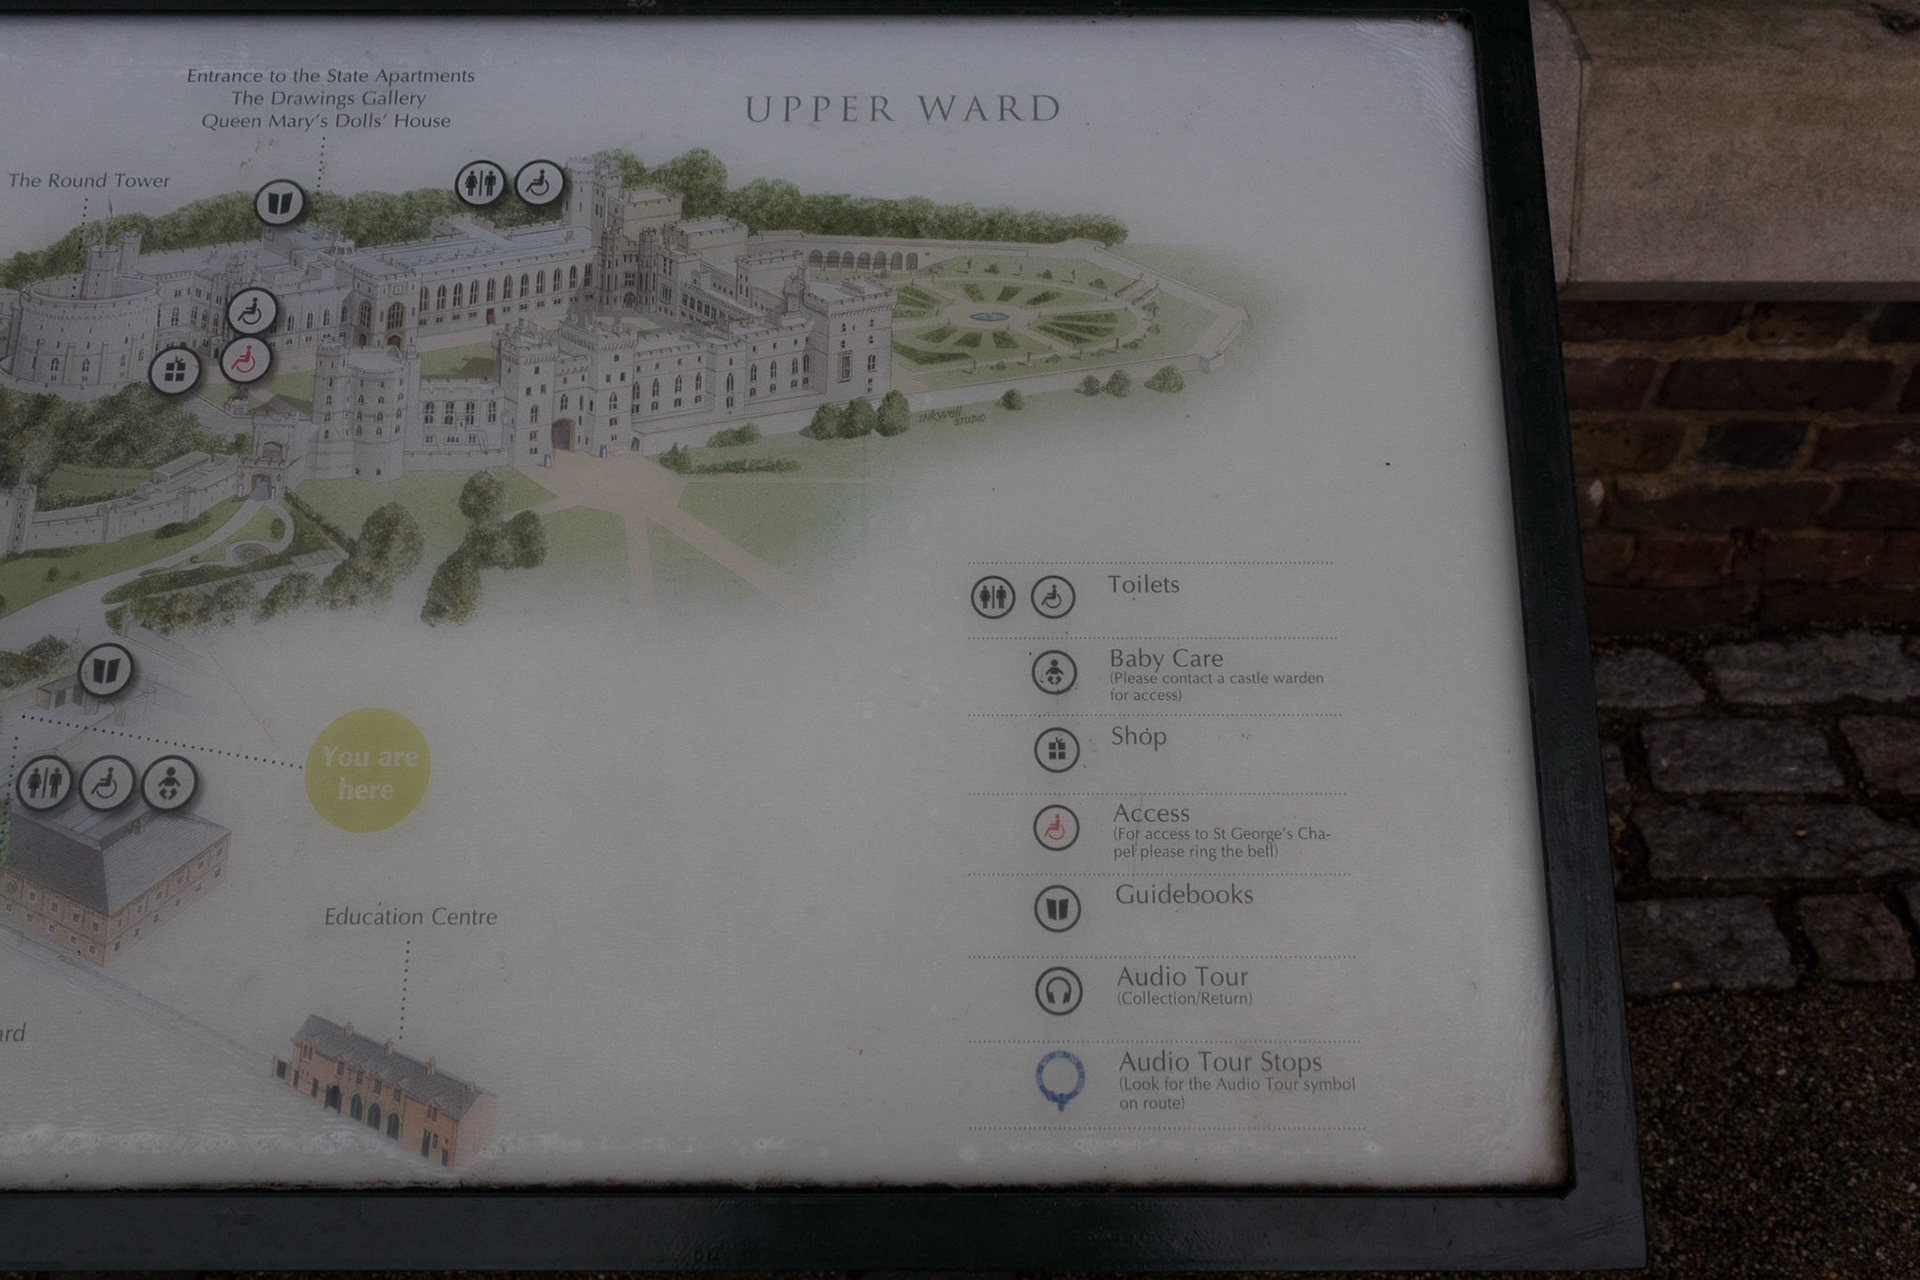 Entrance to the State Apartments
The Drawings Gallery
Queen Mary's Dolls' House
UPPER WARD
The Round Tower
INKwell
STUDIO
You are
here
Education Centre
Toilets
Baby Care
(Please contact a castle warden
for access)
Shop
Access
(For access to St George's Cha-
pel please ring the bell)
Guidebooks
Audio Tour
(Collection/Return)
Audio Tour Stops
(Look for the Audio Tour symbol
on route)